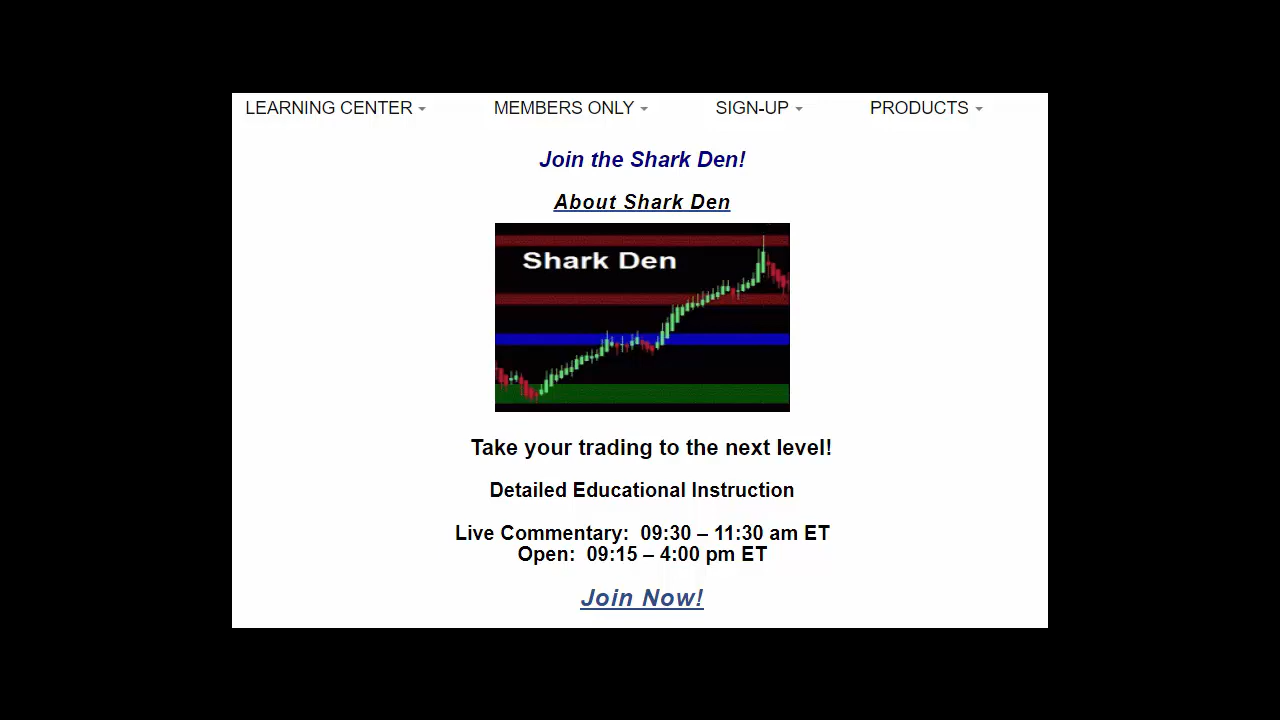 LEARNING CENTER
MEMBERS ONLY
SIGN-UP
PRODUCTS
Join the Shark Den!
About Shark Den
Shark Den
Take your trading to the next level!
Detailed Educational Instruction
Live Commentary:  09:30 – 11:30 am ET
Open:  09:15 – 4:00 pm ET
Join Now!